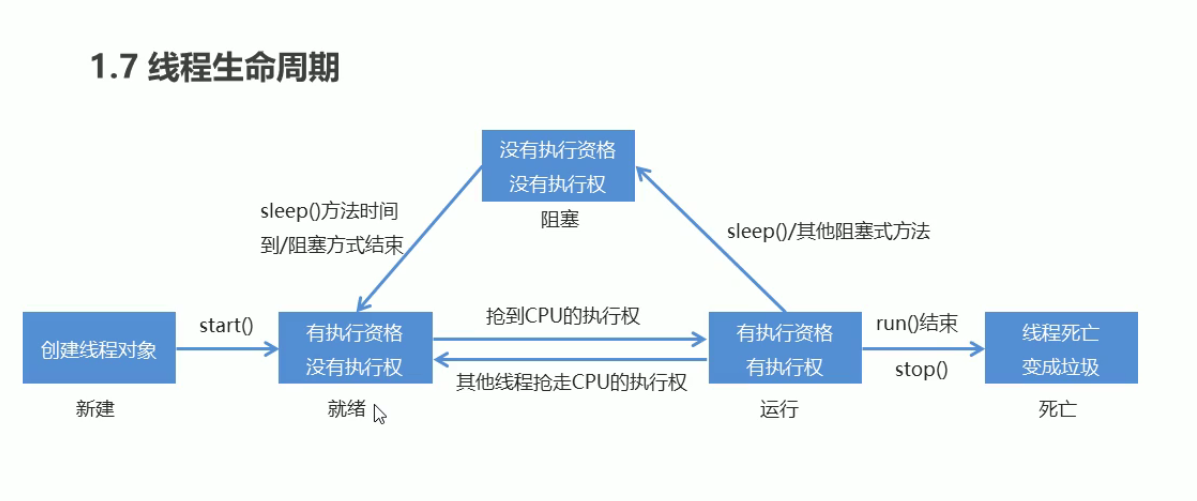 1.7 线程生命周期
没有执行资格
没有执行权
阻塞
sleep()方法时间
到/阻塞方式结束
sleep()/其他阻塞式方法
创建线程对象
新建
start()
有执行资格
没有执行权
就绪
抢到CPU的执行权
其他线程抢走CPU的执行权
有执行资格
有执行权
运行
run()结束
stop()
线程死亡
变成垃圾
死亡